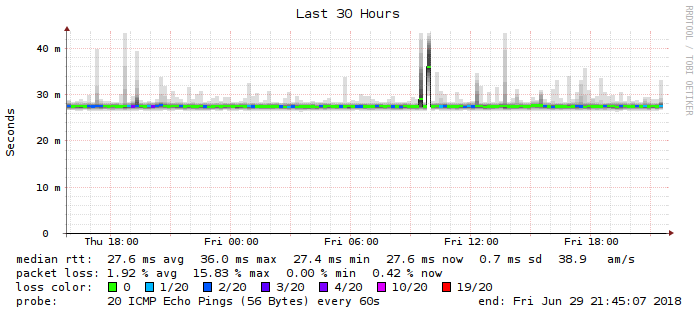 Last 30 Hours
RRDTOOL / TOBI OETIKER
Seconds
40 m
30 m
20 m
10 m
0
Thu 18:00 Fri 00:00 Fri 06:00 Fri 12:00 Fri 18:00
median rtt: 27.6 ms avg 36.0 ms max 27.4 ms min 27.6 ms now 0.7 ms sd 38.9 am/s
packet loss: 1.92 % avg 15.83 % max 0.00 % min 0.42 % now
loss color: 0 1/20 2/20 3/20 4/20 10/20 19/20
probe: 20 ICMP Echo Pings (56 Bytes) every 60s end: Fri Jun 29 21:45:07 2018